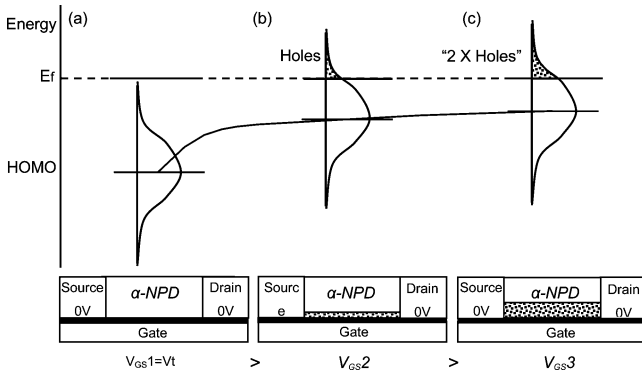 Energy
(a)
(b)
(c)
Holes
"2 X Holes"
Ef
HOMO
Source
0V
α-NPD
Drain
0V
Gate
Sourc
e
α-NPD
Drain
0V
Gate
Source
0V
α-NPD
Drain
0V
Gate
VGS1=Vt
>
VGS2
>
VGS3